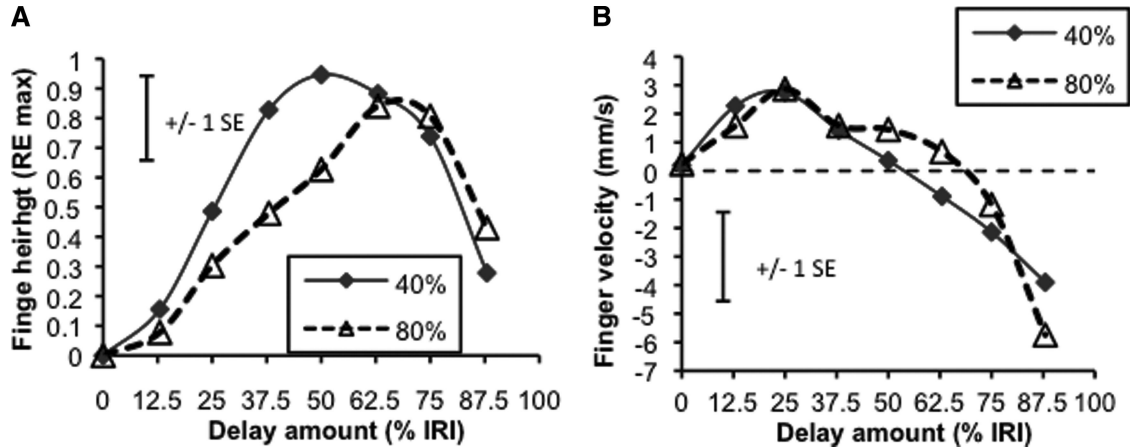 A
Finge heirhgt (RE max)
1
0.9
0.8
0.7
0.6
0.5
0.4
0.3
0.2
0.1
0
+/- 1 SE
40%
80%
0 12.5 25 37.5 50 62.5 75 87.5 100
Delay amount (% IRI)
B
40%
80%
Finger velocity (mm/s)
4
3
2
1
0
-1
-2
-3
-4
-5
-6
-7
+/- 1 SE
0 12.5 25 37.5 50 62.5 75 87.5 100
Delay amount (% IRI)